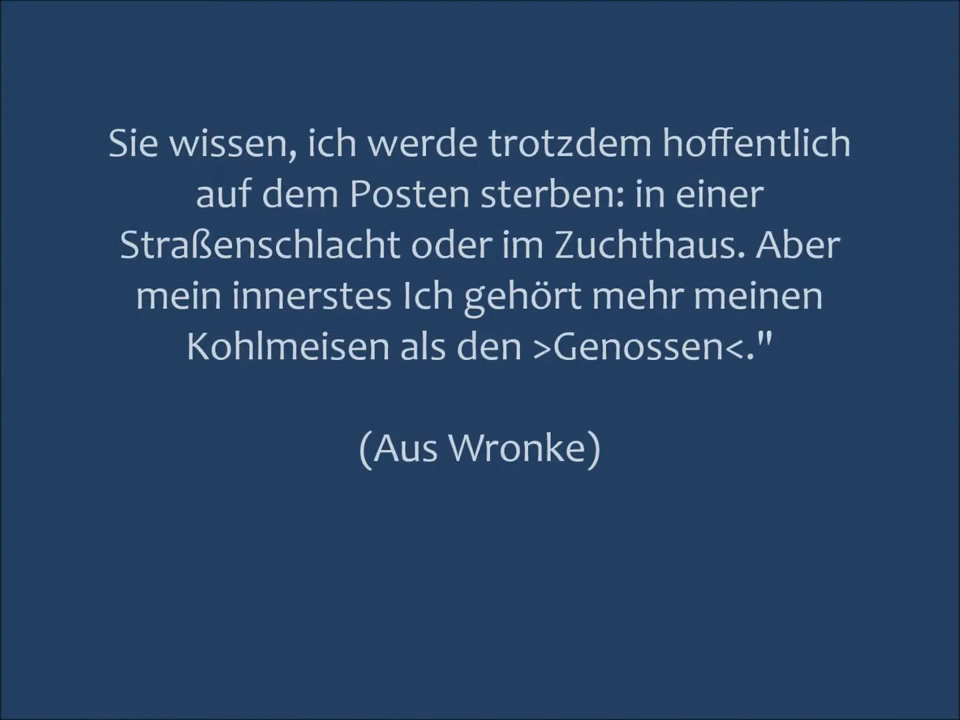 Sie wissen, ich werde trotzdem hoffentlich
auf dem Posten sterben: in einer
Straßenschlacht oder im Zuchthaus. Aber
mein innerstes Ich gehört mehr meinen
Kohlmeisen als den >Genossen<."
(Aus Wronke)